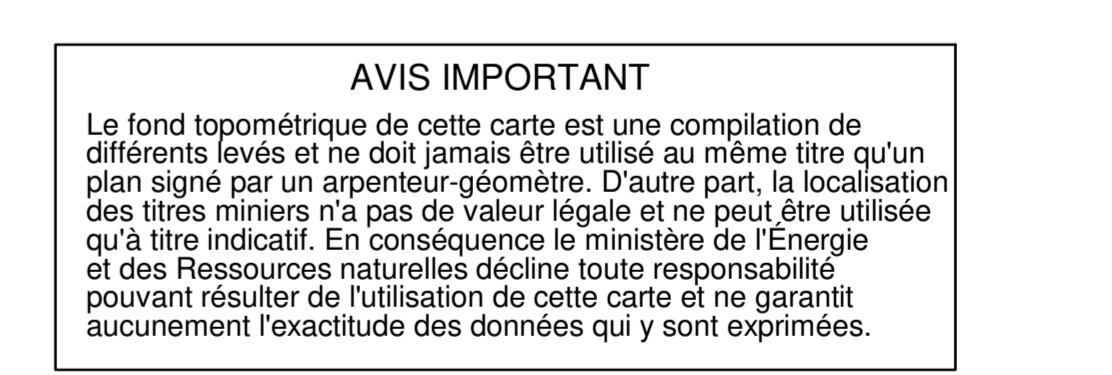 AVIS IMPORTANT
Le fond topométrique de cette carte est une compilation de
différents levés et ne doit jamais être utilisé au même titre qu'un
plan signé par un arpenteur-géomètre. D'autre part, la localisation
des titres miniers n'a pas de valeur légale et ne peut être utilisée
qu'à titre indicatif. En conséquence le ministère de l'Énergie
et des Ressources naturelles décline toute responsabilité
pouvant résulter de l'utilisation de cette carte et ne garantit
aucunement l'exactitude des données qui y sont exprimées.